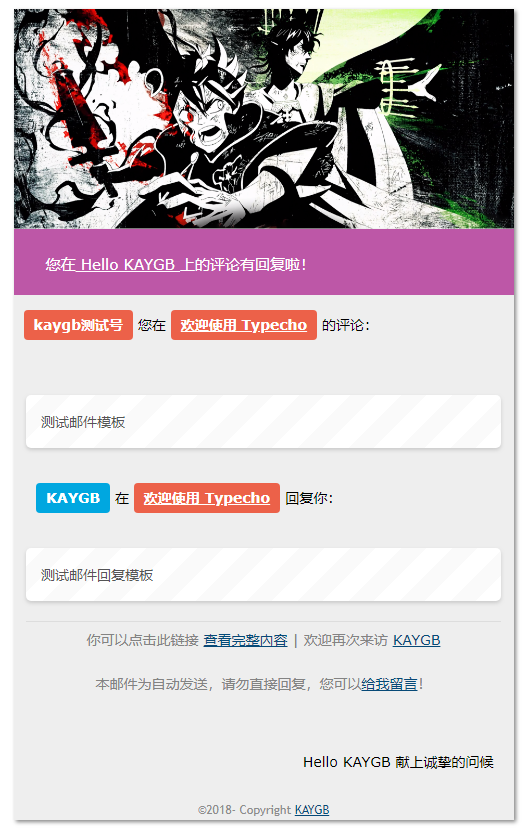 您在 Hello KAYGB 上的评论有回复啦！
kaygb测试号 您在 欢迎使用 Typecho 的评论：
测试邮件模板
KAYGB 在 欢迎使用 Typecho 回复你：
测试邮件回复模板
你可以点击此链接 查看完整内容 | 欢迎再次来访 KAYGB
本邮件为自动发送，请勿直接回复，您可以给我留言！
Hello KAYGB 献上诚挚的问候
©2018- Copyright KAYGB